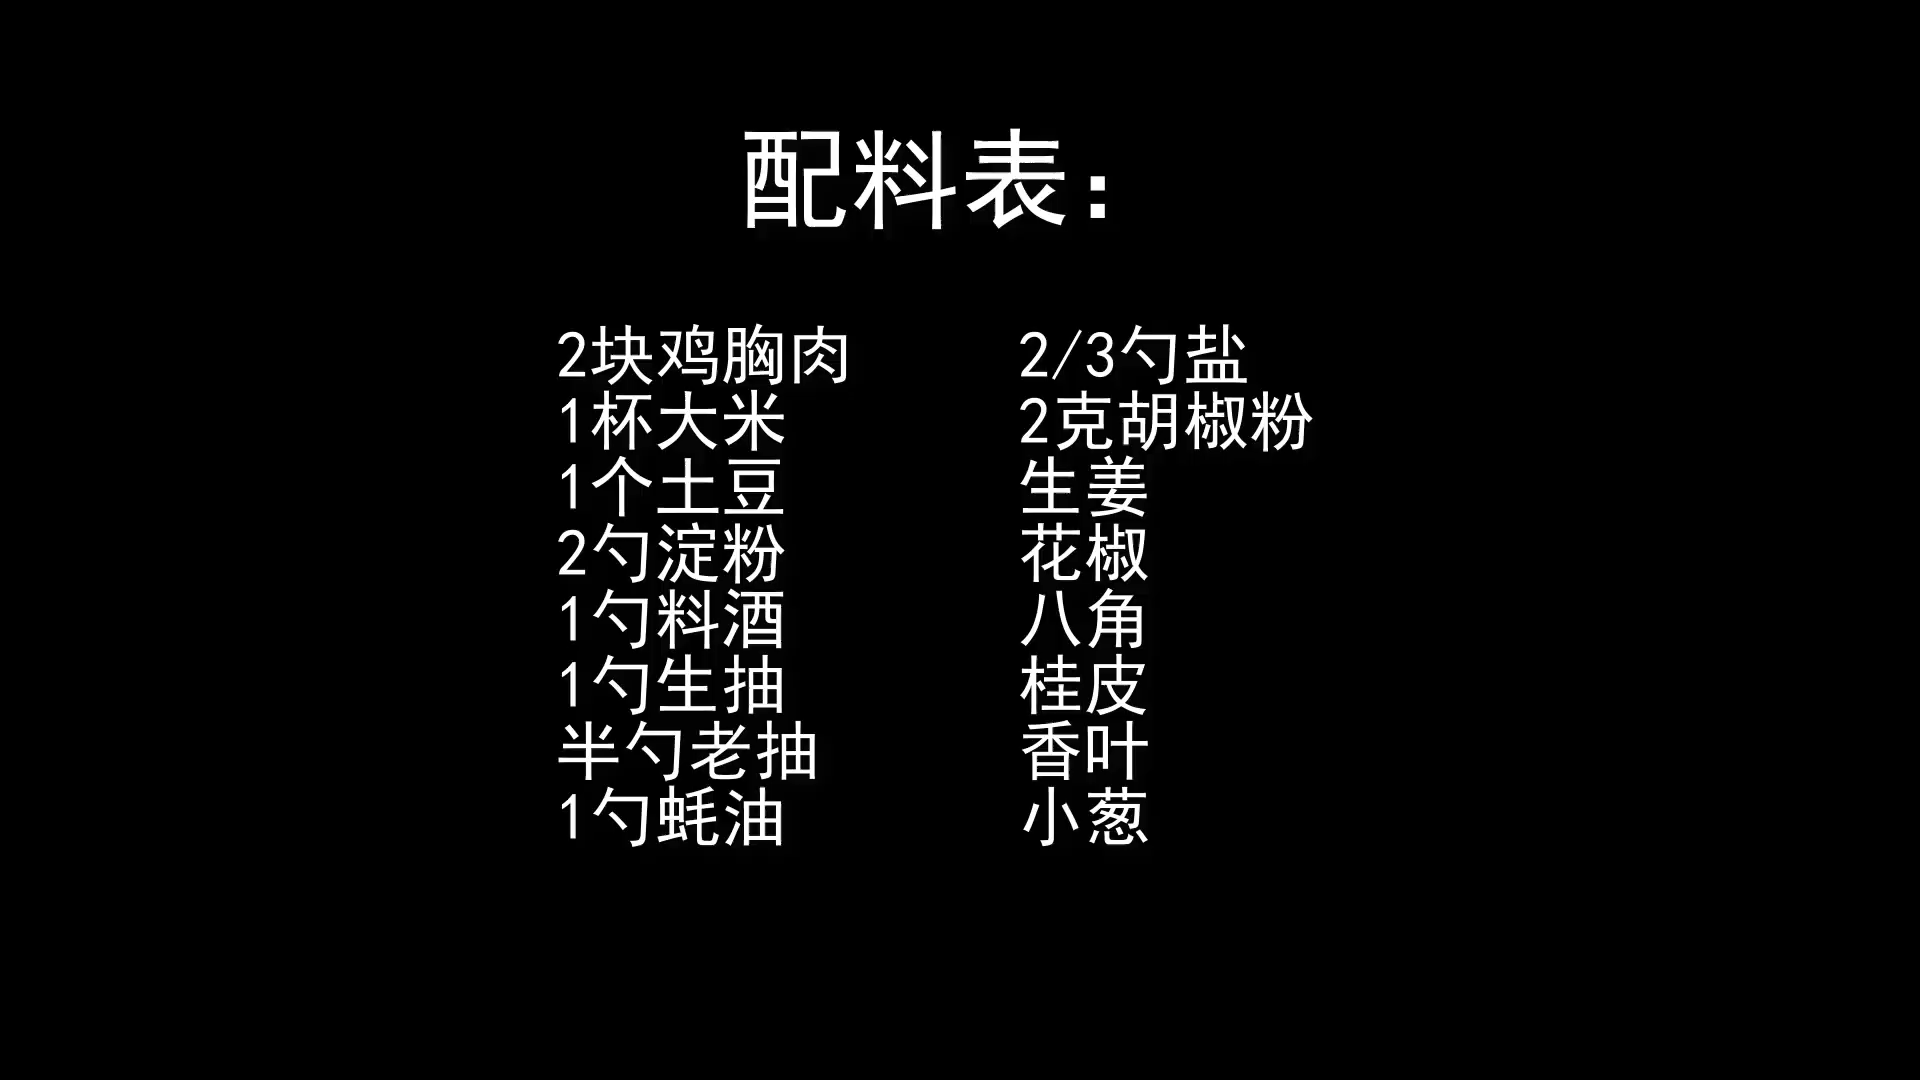 配料表:
2块鸡胸肉
1杯大米
1个土豆
2勺淀粉
1勺料酒
1勺生抽
半勺老抽
1勺蚝油
2/3勺盐
2克胡椒粉
生姜
花椒
八角
桂皮
香叶
小葱